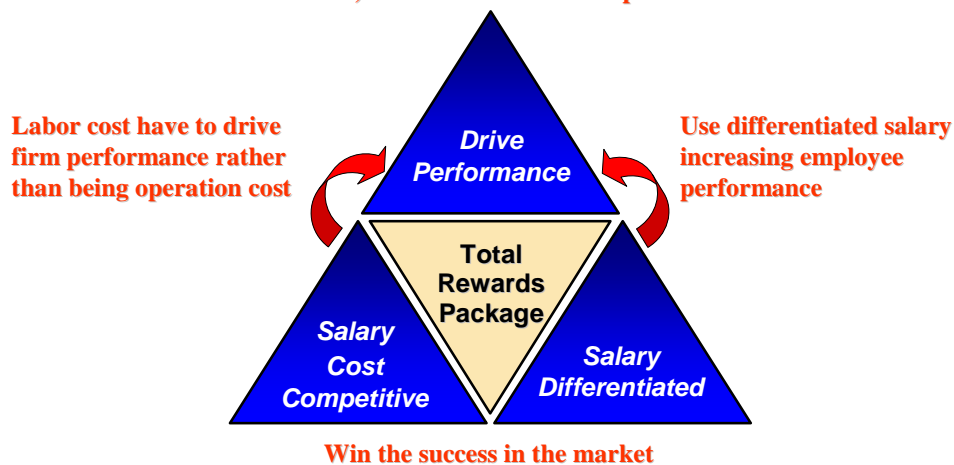 Drive
Performance
Labor cost have to drive
firm performance rather
than being operation cost
Use differentiated salary
increasing employee
performance
Total
Rewards
Package
Salary
Cost
Competitive
Salary
Differentiated
Win the success in the market